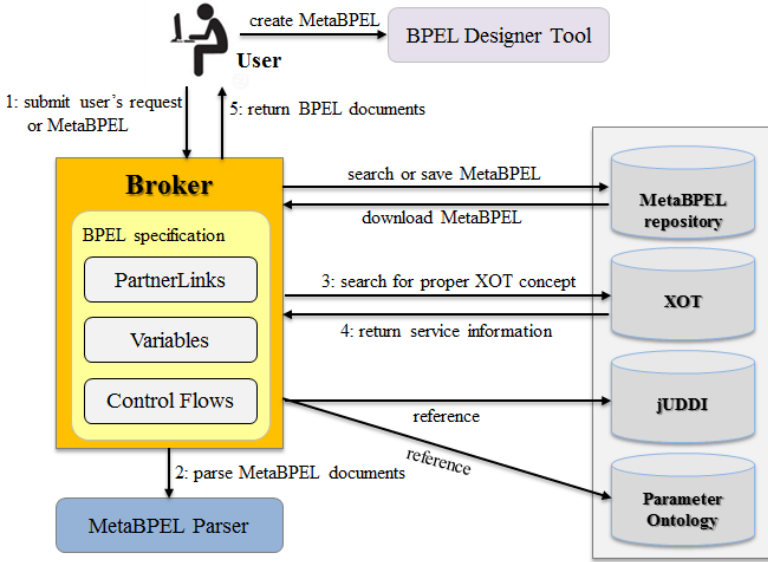 create MetaBPEL
BPEL Designer Tool
User
1: submit user's request
or MetaBPEL
5: return BPEL documents
Broker
BPEL specification
PartnerLinks
Variables
Control Flows
search or save MetaBPEL
download MetaBPEL
3: search for proper XOT concept
4: return service information
reference
reference
MetaBPEL
repository
XOT
jUDDI
Parameter
Ontology
2: parse MetaBPEL documents
MetaBPEL Parser